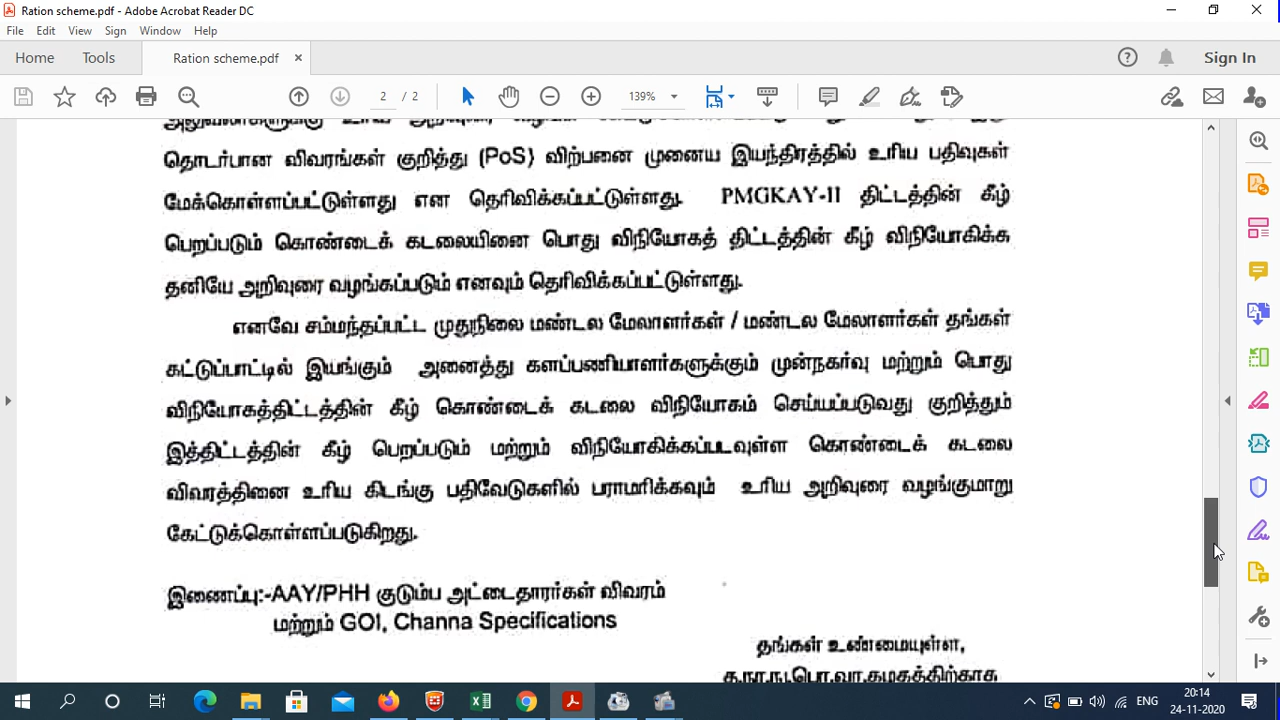 Ration scheme.pdf - Adobe Acrobat Reader DC
File Edit View Sign Window Help
Home Tools Ration scheme.pdf × Sign In
2 / 2 139%
தொடர்பான விவரங்கள் குறித்து (PoS) விற்பனை முனைய இயந்திரத்தில் உரிய பதிவுகள்
மேக்கொள்ளப்பட்டுள்ளது என தெரிவிக்கப்பட்டுள்ளது. PMGKAY-II திட்டத்தின் கீழ்
பெறப்படும் கொண்டைக் கடலையினை பொது விநியோகத் திட்டத்தின் கீழ் விநியோகிக்க
தனியே அறிவுரை வழங்கப்படும் எனவும் தெரிவிக்கப்பட்டுள்ளது.
எனவே சம்மந்தப்பட்ட முதுநிலை மண்டல மேலாளர்கள் / மண்டல மேலாளர்கள் தங்கள்
கட்டுப்பாட்டில் இயங்கும் அனைத்து களப்பணியாளர்களுக்கும் முன்நகர்வு மற்றும் பொது
விநியோகத்திட்டத்தின் கீழ் கொண்டைக் கடலை விநியோகம் செய்யப்படுவது குறித்தும்
இத்திட்டத்தின் கீழ் பெறப்படும் மற்றும் விநியோகிக்கப்படவுள்ள கொண்டைக் கடலை
விவரத்தினை உரிய கிடங்கு பதிவேடுகளில் பராமரிக்கவும் உரிய அறிவுரை வழங்குமாறு
கேட்டுக்கொள்ளப்படுகிறது.
இணைப்பு:-AAY/PHH குடும்ப அட்டைதாரர்கள் விவரம்
மற்றும் GOI, Channa Specifications
தங்கள் உண்மையுள்ள,
த.நா.நு.பொ.வா.கழகத்திற்காக
ENG 20:14
24-11-2020